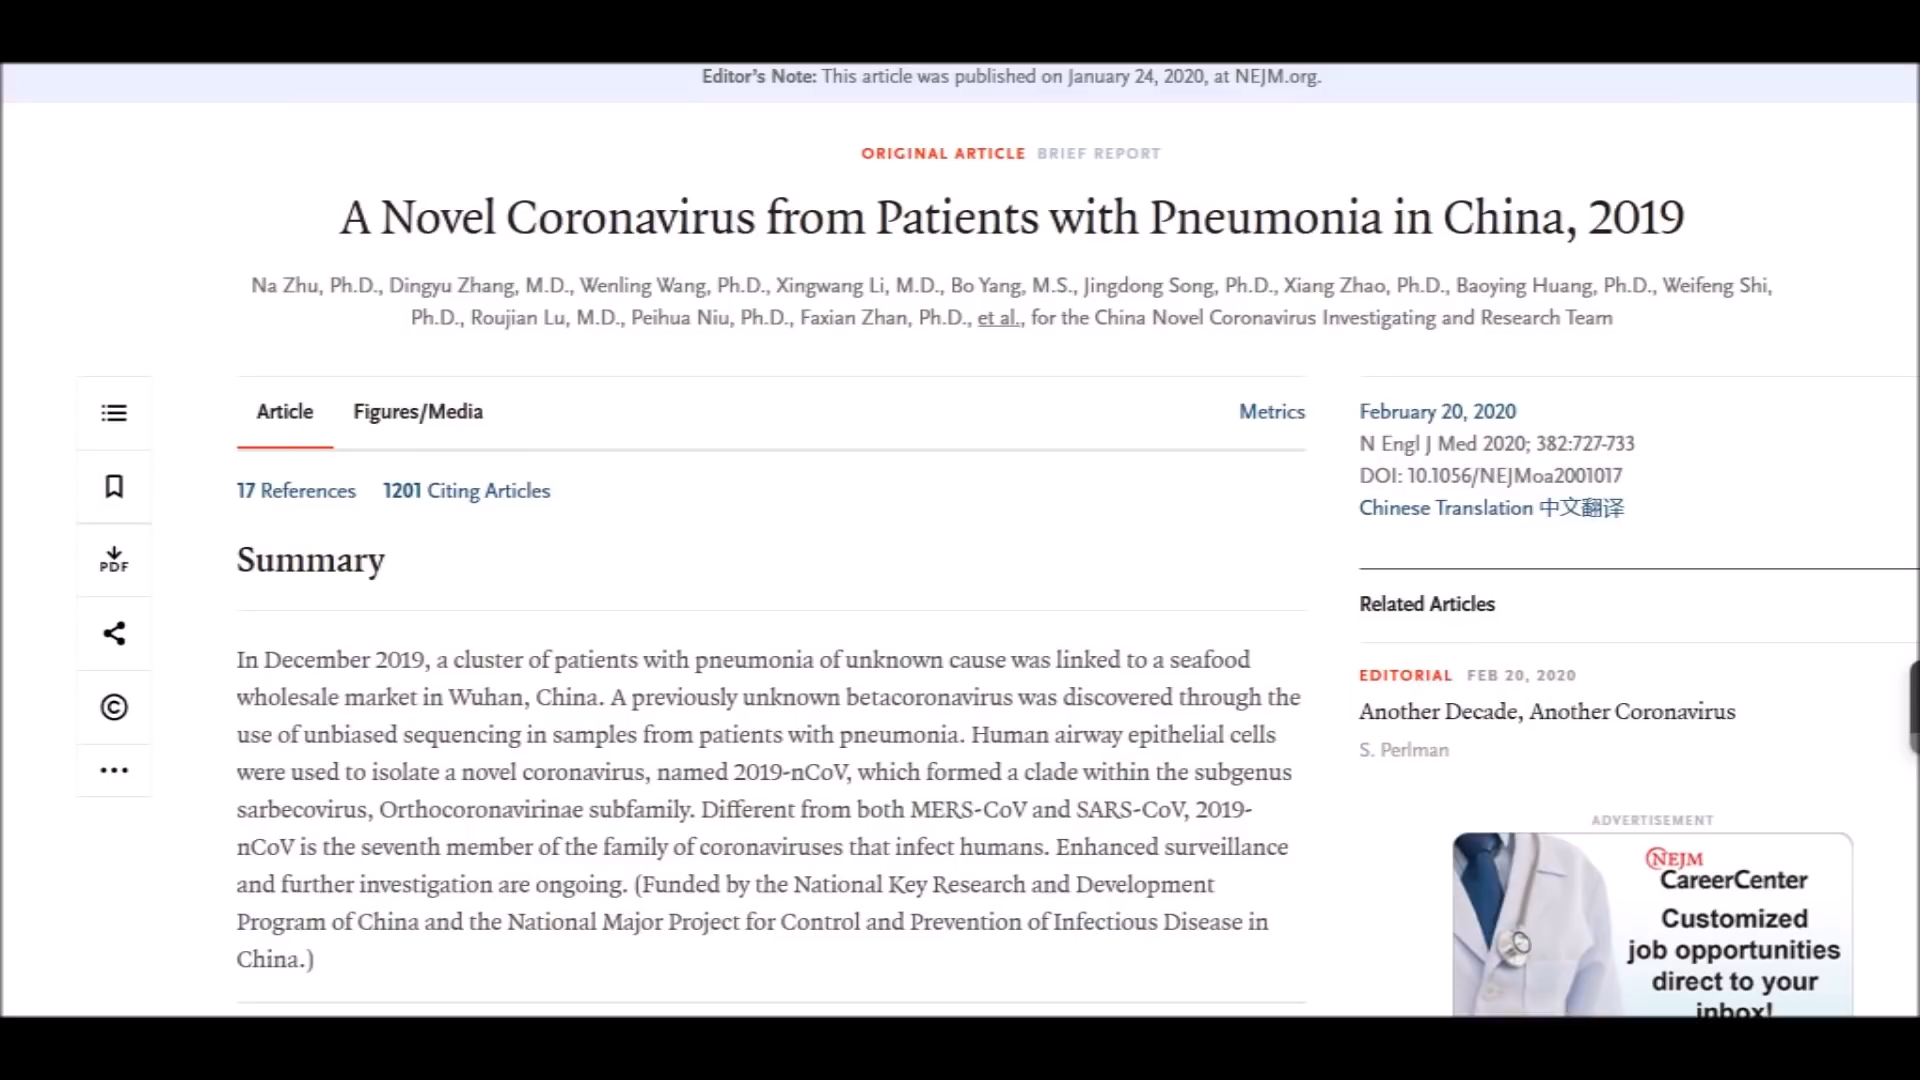 Editor's Note: This article was published on January 24, 2020, at NEJM.org.
ORIGINAL ARTICLE BRIEF REPORT
A Novel Coronavirus from Patients with Pneumonia in China, 2019
Na Zhu, Ph.D., Dingyu Zhang, M.D., Wenling Wang, Ph.D., Xingwang Li, M.D., Bo Yang, M.S., Jingdong Song, Ph.D., Xiang Zhao, Ph.D., Baoying Huang, Ph.D., Weifeng Shi,
Ph.D., Roujian Lu, M.D., Peihua Niu, Ph.D., Faxian Zhan, Ph.D., et al., for the China Novel Coronavirus Investigating and Research Team
PDF
Article Figures/Media Metrics
17 References 1201 Citing Articles
Summary
In December 2019, a cluster of patients with pneumonia of unknown cause was linked to a seafood
wholesale market in Wuhan, China. A previously unknown betacoronavirus was discovered through the
use of unbiased sequencing in samples from patients with pneumonia. Human airway epithelial cells
were used to isolate a novel coronavirus, named 2019-nCoV, which formed a clade within the subgenus
sarbecovirus, Orthocoronavirinae subfamily. Different from both MERS-CoV and SARS-CoV, 2019-
nCoV is the seventh member of the family of coronaviruses that infect humans. Enhanced surveillance
and further investigation are ongoing. (Funded by the National Key Research and Development
Program of China and the National Major Project for Control and Prevention of Infectious Disease in
China.)
February 20, 2020
N Engl J Med 2020; 382:727-733
DOI: 10.1056/NEJMoa2001017
Chinese Translation 中文翻译
Related Articles
EDITORIAL FEB 20, 2020
Another Decade, Another Coronavirus
S. Perlman
ADVERTISEMENT
NEJM
CareerCenter
Customized
job opportunities
direct to your
inbox!